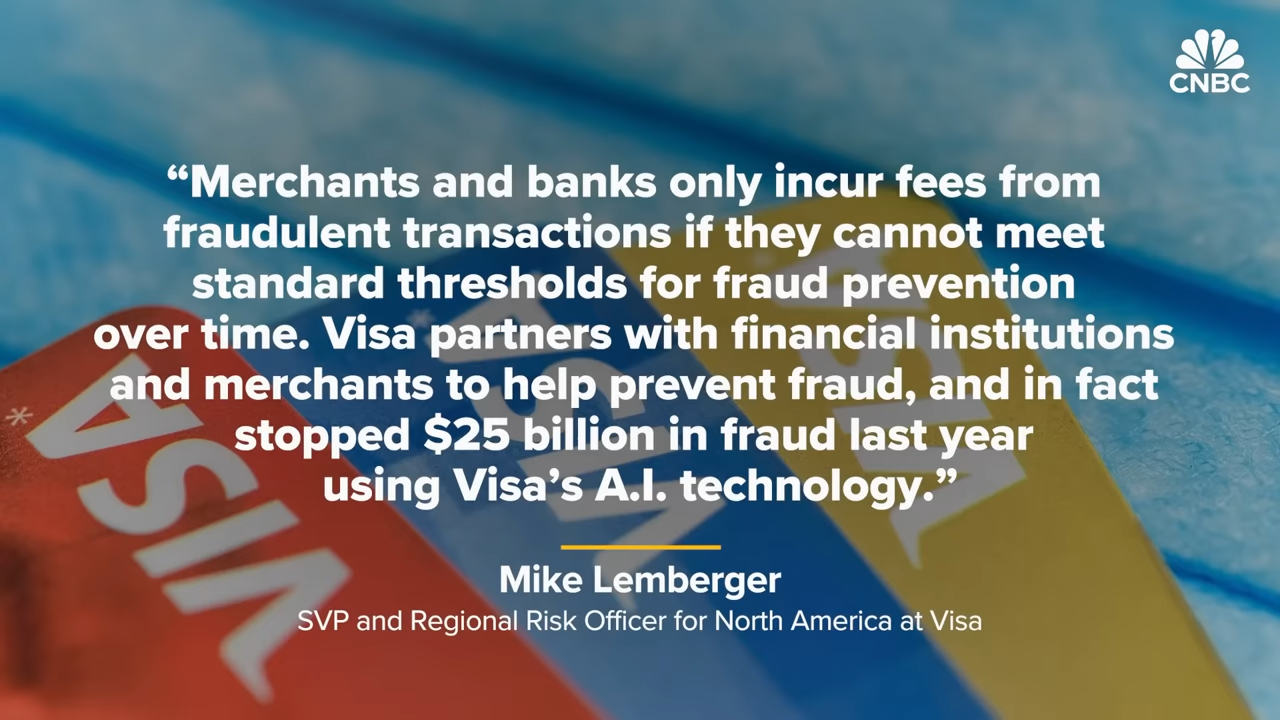 CNBC
“Merchants and banks only incur fees from
fraudulent transactions if they cannot meet
standard thresholds for fraud prevention
over time. Visa partners with financial institutions
and merchants to help prevent fraud, and in fact
stopped $25 billion in fraud last year
using Visa’s A.I. technology.”
Mike Lemberger
SVP and Regional Risk Officer for North America at Visa
VISA
VISA
VISA